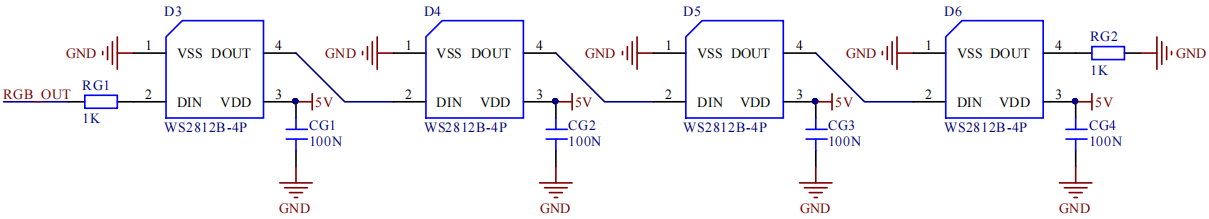 D3 D4 D5 D6
GND 1 VSS DOUT 4 GND 1 VSS DOUT 4 GND 1 VSS DOUT 4 GND 1 VSS DOUT 4 RG2 GND
1K
RGB_OUT RG1 2 DIN VDD 3 5V 2 DIN VDD 3 5V 2 DIN VDD 3 5V 2 DIN VDD 3 5V
1K
WS2812B-4P CG1 WS2812B-4P CG2 WS2812B-4P CG3 WS2812B-4P CG4
100N 100N 100N 100N
GND GND GND GND